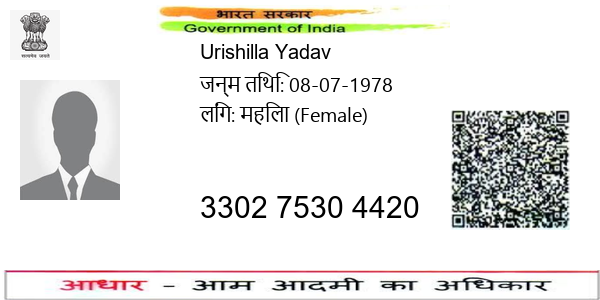 भारत सरकार
Government of India
सत्यमेव जयते
Urishilla Yadav
जन्म तिथि: 08-07-1978
लिंग: महिला (Female)
3302 7530 4420
आधार - आम आदमी का अधिकार